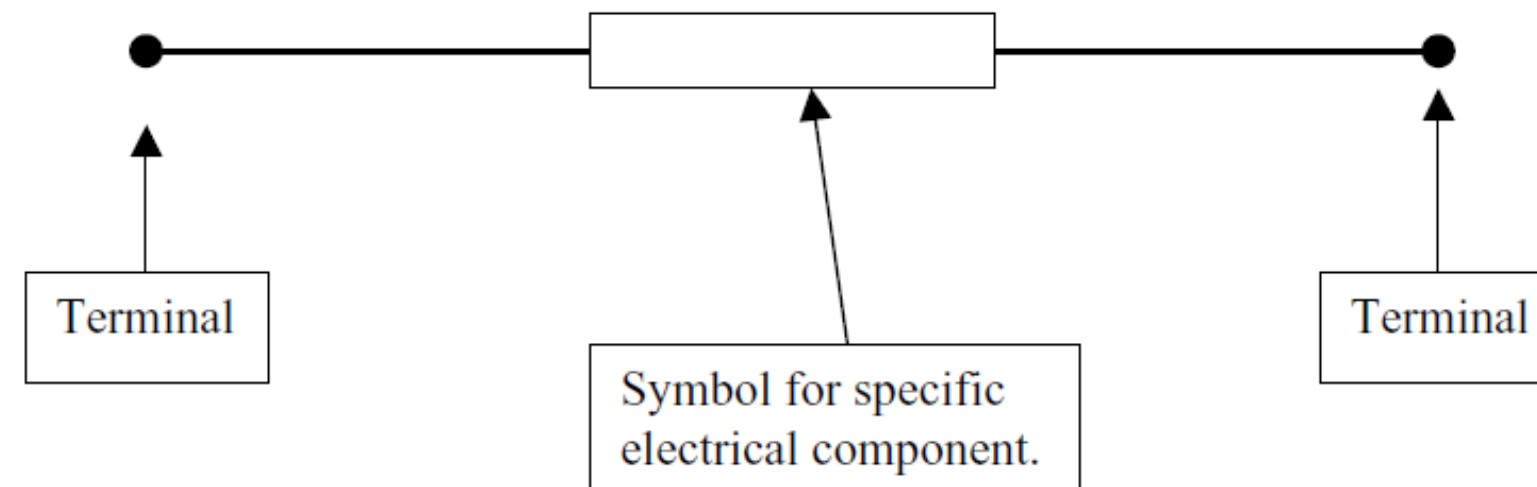 Terminal
Terminal
Symbol for specific
electrical component.